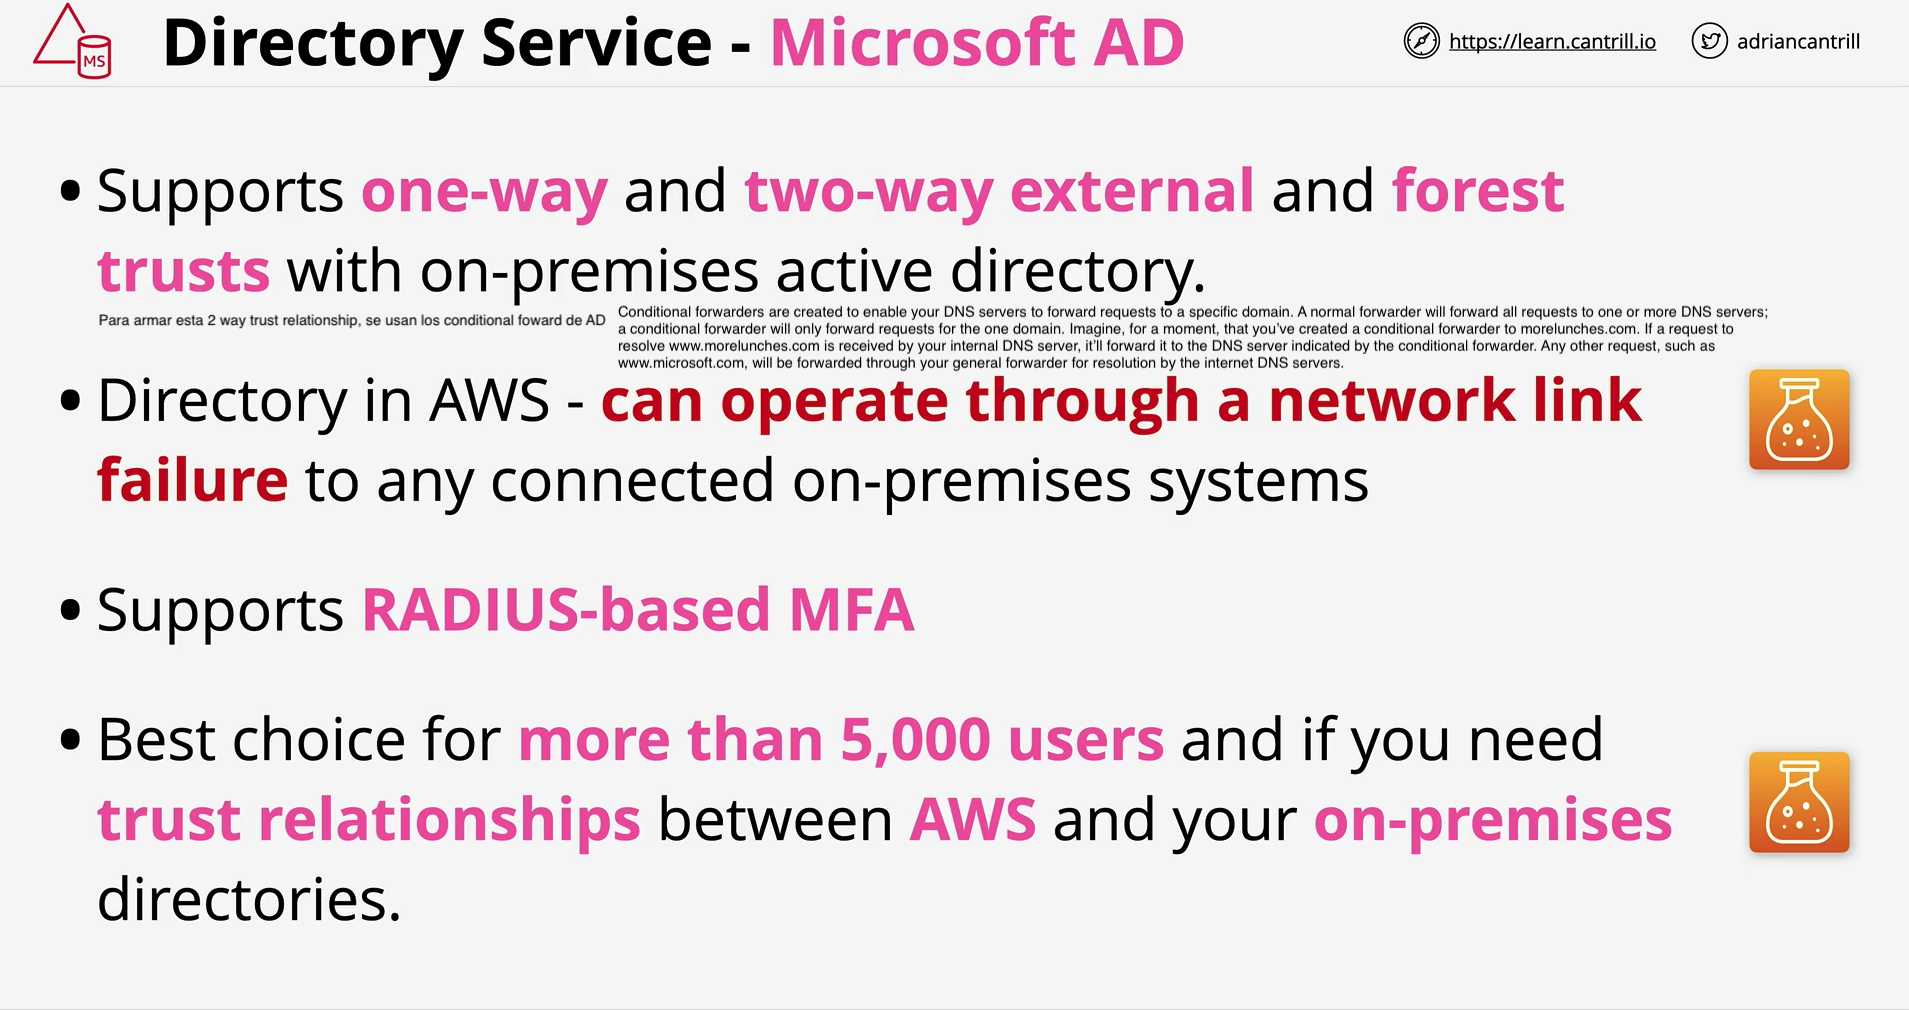 MS
Directory Service - Microsoft AD
https://learn.cantrill.io
adriancantrill
• Supports one-way and two-way external and forest
trusts with on-premises active directory.
Para armar esta 2 way trust relationship, se usan los conditional foward de AD
Conditional forwarders are created to enable your DNS servers to forward requests to a specific domain. A normal forwarder will forward all requests to one or more DNS servers;
a conditional forwarder will only forward requests for the one domain. Imagine, for a moment, that you've created a conditional forwarder to morelunches.com. If a request to
resolve www.morelunches.com is received by your internal DNS server, it'll forward it to the DNS server indicated by the conditional forwarder. Any other request, such as
www.microsoft.com, will be forwarded through your general forwarder for resolution by the internet DNS servers.
• Directory in AWS - can operate through a network link
failure to any connected on-premises systems
• Supports RADIUS-based MFA
• Best choice for more than 5,000 users and if you need
trust relationships between AWS and your on-premises
directories.